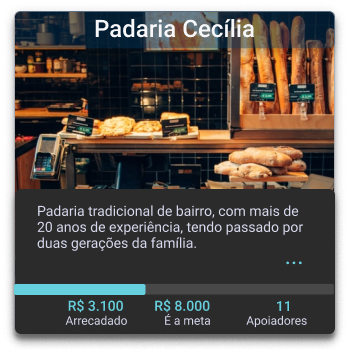 Padaria Cecília
Padaria tradicional de bairro, com mais de
20 anos de experiência, tendo passado por
duas gerações da família.
...
R$ 3.100 R$ 8.000 11
Arrecadado É a meta Apoiadores